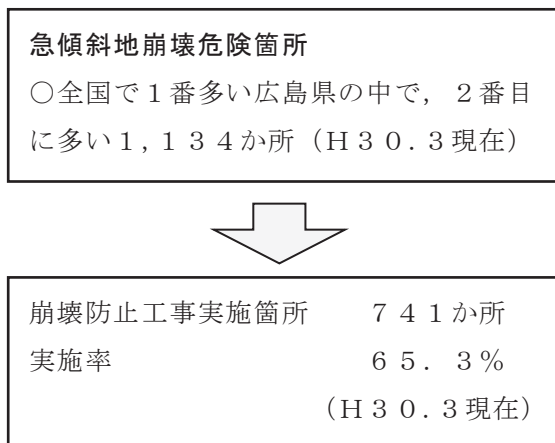 急傾斜地崩壊危険箇所
○全国で１番多い広島県の中で，２番目
に多い１,１３４か所（Ｈ３０.３現在）
崩壊防止工事実施箇所　　７４１か所
実施率　　　　　　　　　６５．３％
（Ｈ３０.３現在）